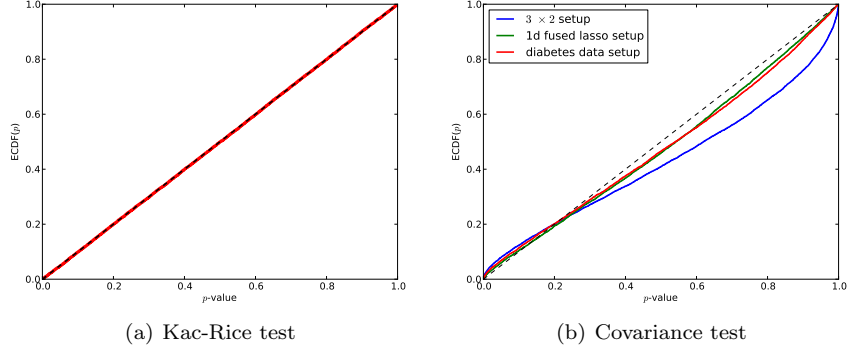 1.0
0.8
0.6
0.4
0.2
0.0
ECDF(p)
0.0 0.2 0.4 0.6 0.8 1.0
p-value
(a) Kac-Rice test
3 × 2 setup
1d fused lasso setup
diabetes data setup
1.0
0.8
0.6
0.4
0.2
0.0
ECDF(p)
0.0 0.2 0.4 0.6 0.8 1.0
p-value
(b) Covariance test